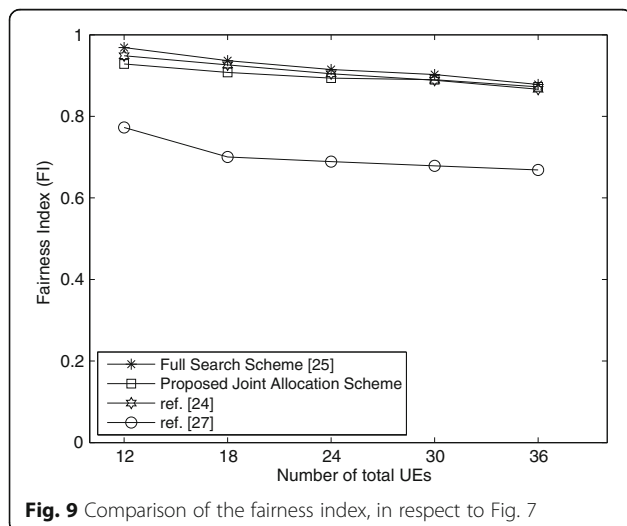 1
0.8
0.6
0.4
0.2
0
Fairness Index (FI)
Full Search Scheme [25]
Proposed Joint Allocation Scheme
ref. [24]
ref. [27]
12 18 24 30 36
Number of total UEs
Fig. 9 Comparison of the fairness index, in respect to Fig. 7